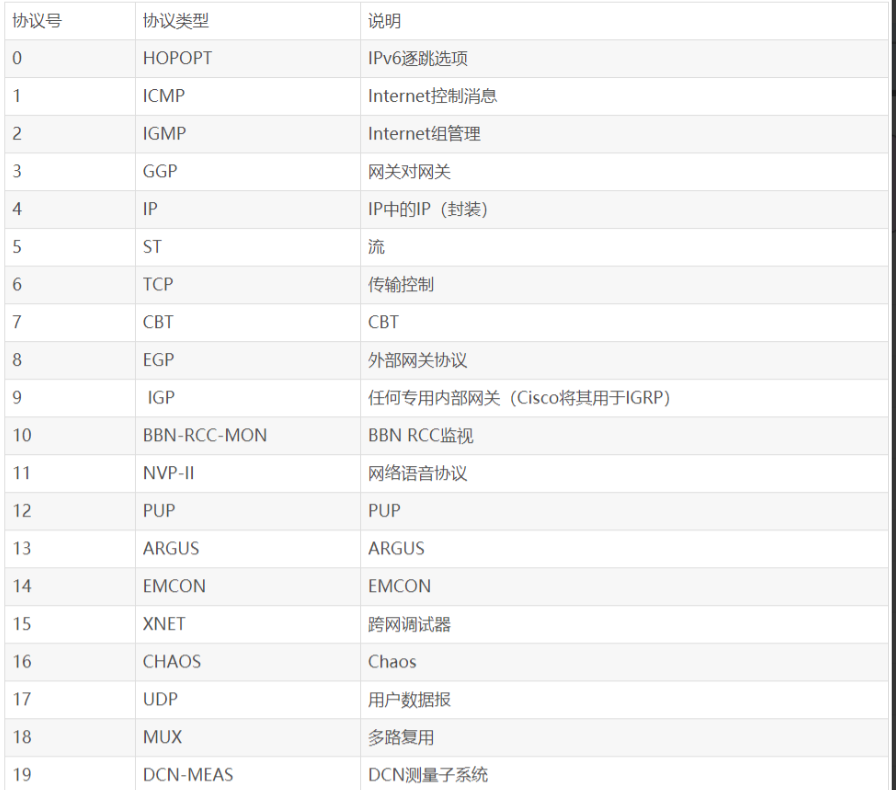 协议号 协议类型 说明
0 HOPOPT IPv6逐跳选项
1 ICMP Internet控制消息
2 IGMP Internet组管理
3 GGP 网关对网关
4 IP IP中的IP（封装）
5 ST 流
6 TCP 传输控制
7 CBT CBT
8 EGP 外部网关协议
9 IGP 任何专用内部网关（Cisco将其用于IGRP）
10 BBN-RCC-MON BBN RCC监视
11 NVP-II 网络语音协议
12 PUP PUP
13 ARGUS ARGUS
14 EMCON EMCON
15 XNET 跨网调试器
16 CHAOS Chaos
17 UDP 用户数据报
18 MUX 多路复用
19 DCN-MEAS DCN测量子系统